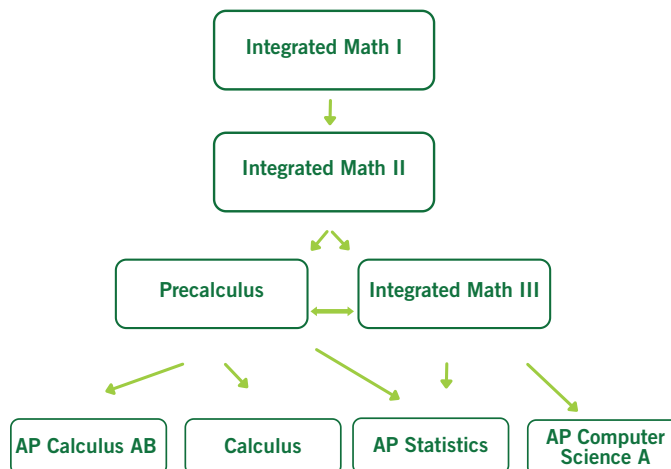 Integrated Math I
Integrated Math II
Precalculus
Integrated Math III
AP Calculus AB
Calculus
AP Statistics
AP Computer
Science A